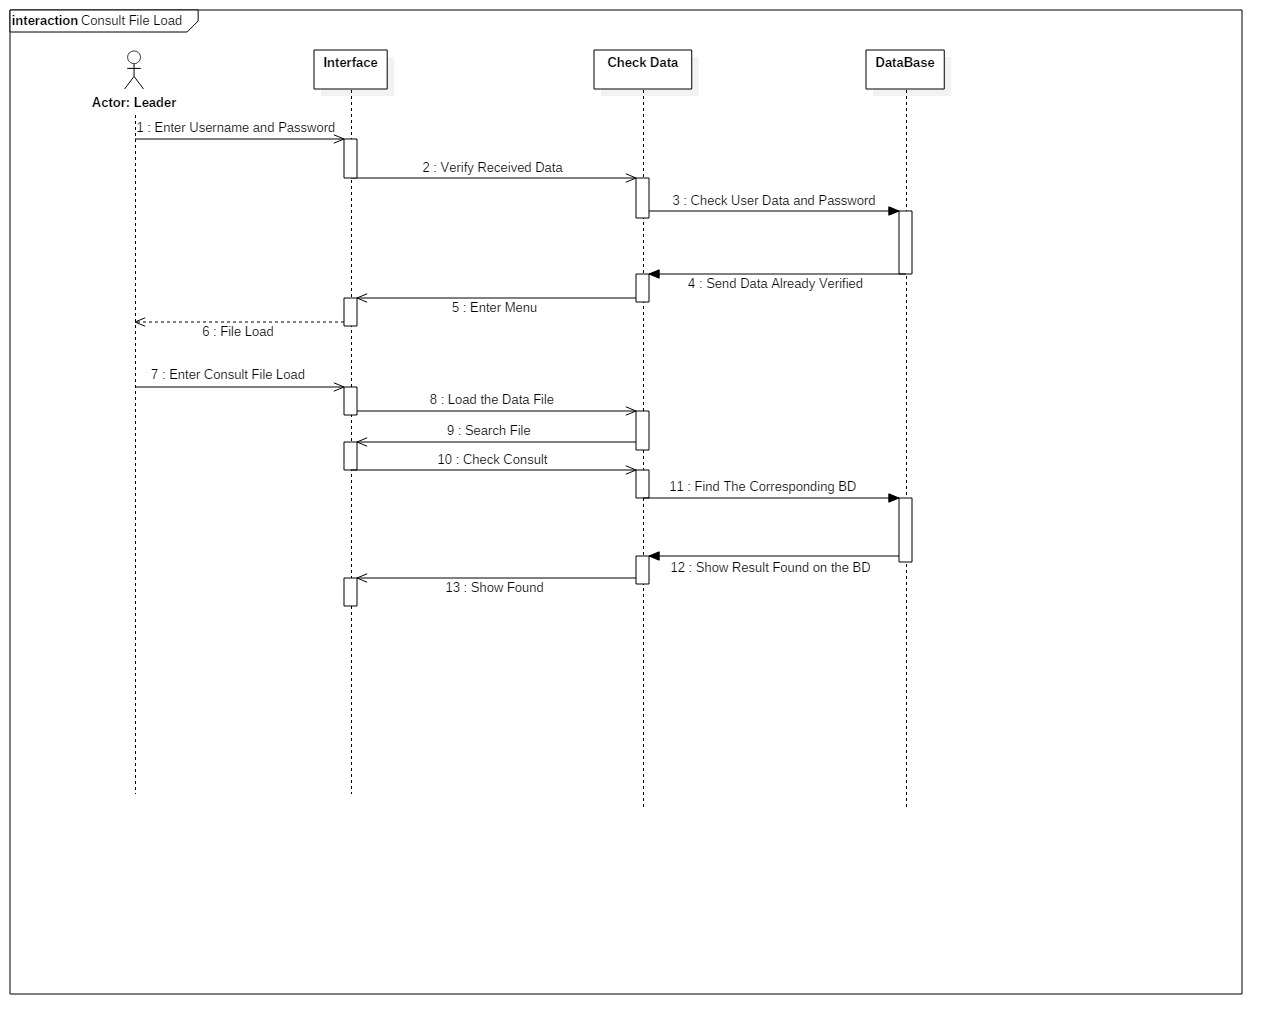 interaction Consult File Load
Interface
Check Data
DataBase
Actor: Leader
1 : Enter Username and Password
2 : Verify Received Data
3 : Check User Data and Password
4 : Send Data Already Verified
5 : Enter Menu
6 : File Load
7 : Enter Consult File Load
8 : Load the Data File
9 : Search File
10 : Check Consult
11 : Find The Corresponding BD
12 : Show Result Found on the BD
13 : Show Found